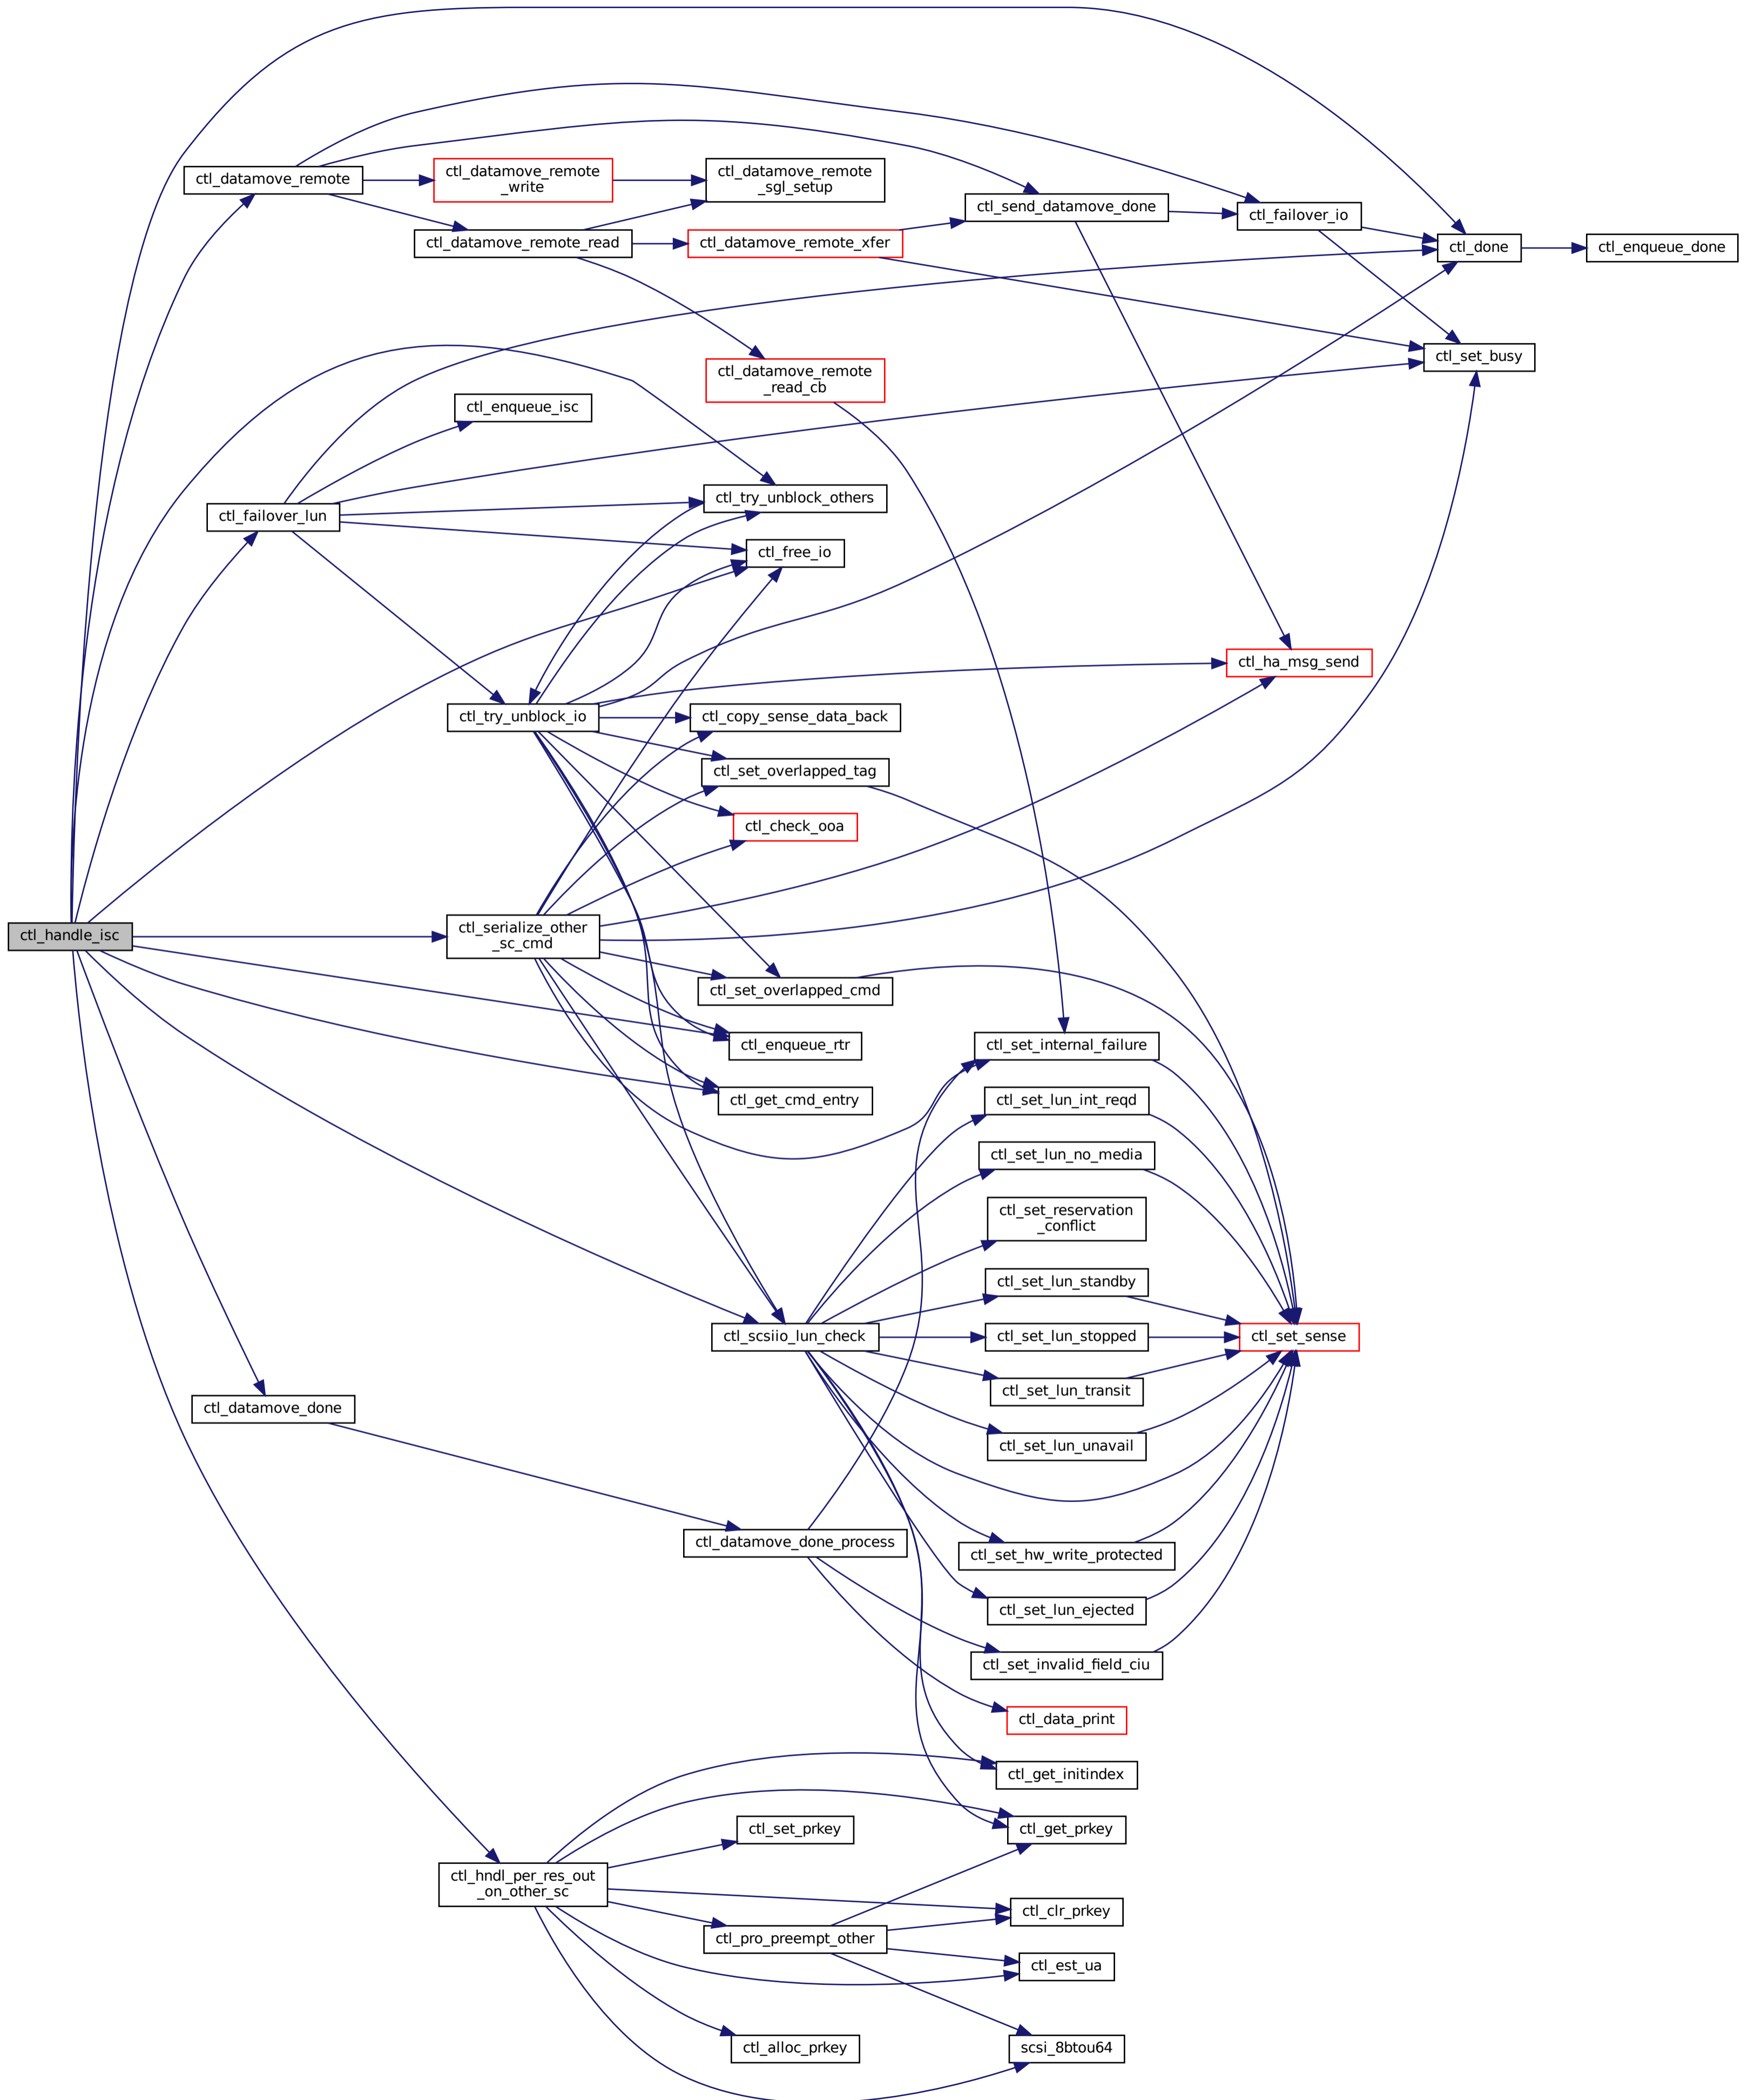 ctl_datamove_remote
ctl_datamove_remote
_write
ctl_datamove_remote
_sgl_setup
ctl_send_datamove_done
ctl_failover_io
ctl_datamove_remote_read
ctl_datamove_remote_xfer
ctl_done
ctl_enqueue_done
ctl_set_busy
ctl_datamove_remote
_read_cb
ctl_enqueue_isc
ctl_try_unblock_others
ctl_failover_lun
ctl_free_io
ctl_ha_msg_send
ctl_try_unblock_io
ctl_copy_sense_data_back
ctl_set_overlapped_tag
ctl_check_ooa
ctl_handle_isc
ctl_serialize_other
_sc_cmd
ctl_set_overlapped_cmd
ctl_enqueue_rtr
ctl_set_internal_failure
ctl_get_cmd_entry
ctl_set_lun_int_reqd
ctl_set_lun_no_media
ctl_set_reservation
_conflict
ctl_set_lun_standby
ctl_scsiio_lun_check
ctl_set_lun_stopped
ctl_set_sense
ctl_set_lun_transit
ctl_datamove_done
ctl_set_lun_unavail
ctl_datamove_done_process
ctl_set_hw_write_protected
ctl_set_lun_ejected
ctl_set_invalid_field_ciu
ctl_data_print
ctl_get_initindex
ctl_set_prkey
ctl_get_prkey
ctl_hndl_per_res_out
_on_other_sc
ctl_clr_prkey
ctl_pro_preempt_other
ctl_est_ua
ctl_alloc_prkey
scsi_8btou64